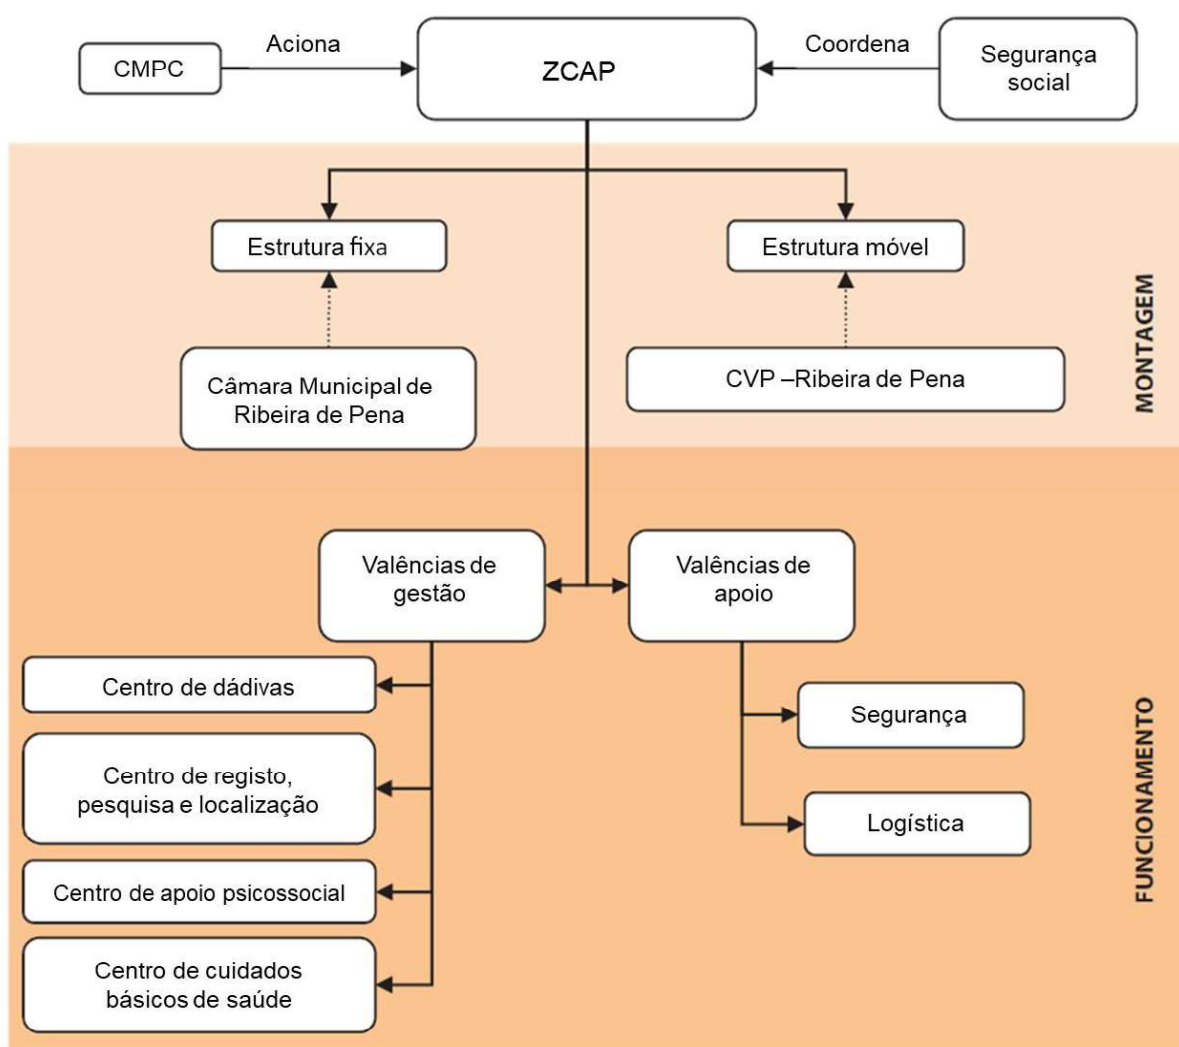 Aciona
Coordena
CMPC
ZCAP
Segurança
social
Estrutura fixa
Estrutura móvel
Câmara Municipal de
Ribeira de Pena
CVP –Ribeira de Pena
MONTAGEM
Valências de
gestão
Valências de
apoio
Centro de dádivas
Centro de registo,
pesquisa e localização
Centro de apoio psicossocial
Centro de cuidados
básicos de saúde
Segurança
Logística
FUNCIONAMENTO